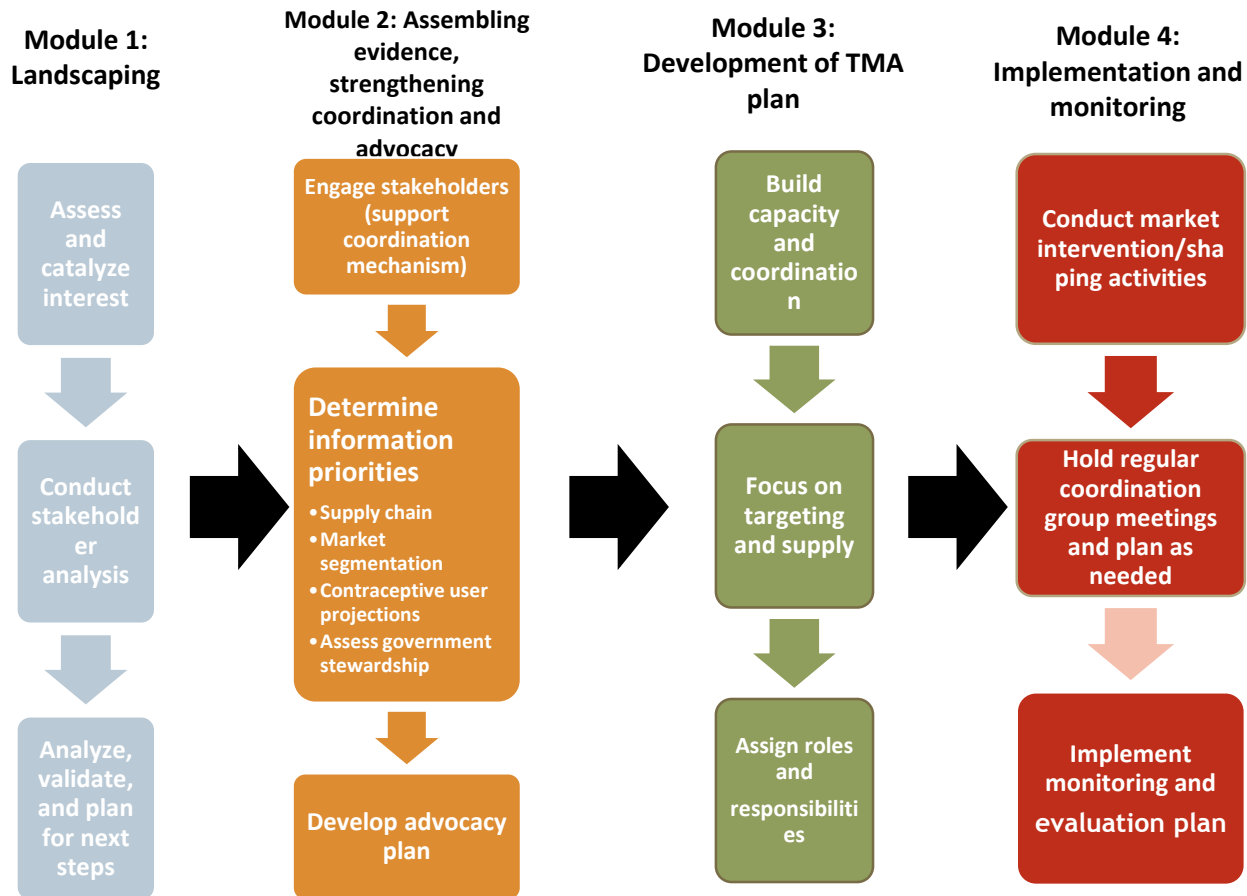 Module 1:
Landscaping
Assess
and
catalyze
interest
Conduct
stakehold
er
analysis
Analyze,
validate,
and plan
for next
steps
Module 2: Assembling
evidence,
strengthening
coordination and
advocacy
Engage stakeholders
(support
coordination
mechanism)
Determine
information
priorities
•Supply chain
•Market
segmentation
•Contraceptive user
projections
•Assess government
stewardship
Develop advocacy
plan
Module 3:
Development of TMA
plan
Build
capacity
and
coordinatio
n
Focus on
targeting
and supply
Assign roles
and
responsibiliti
es
Module 4:
Implementation and
monitoring
Conduct market
intervention/sha
ping activities
Hold regular
coordination
group meetings
and plan as
needed
Implement
monitoring and
evaluation plan